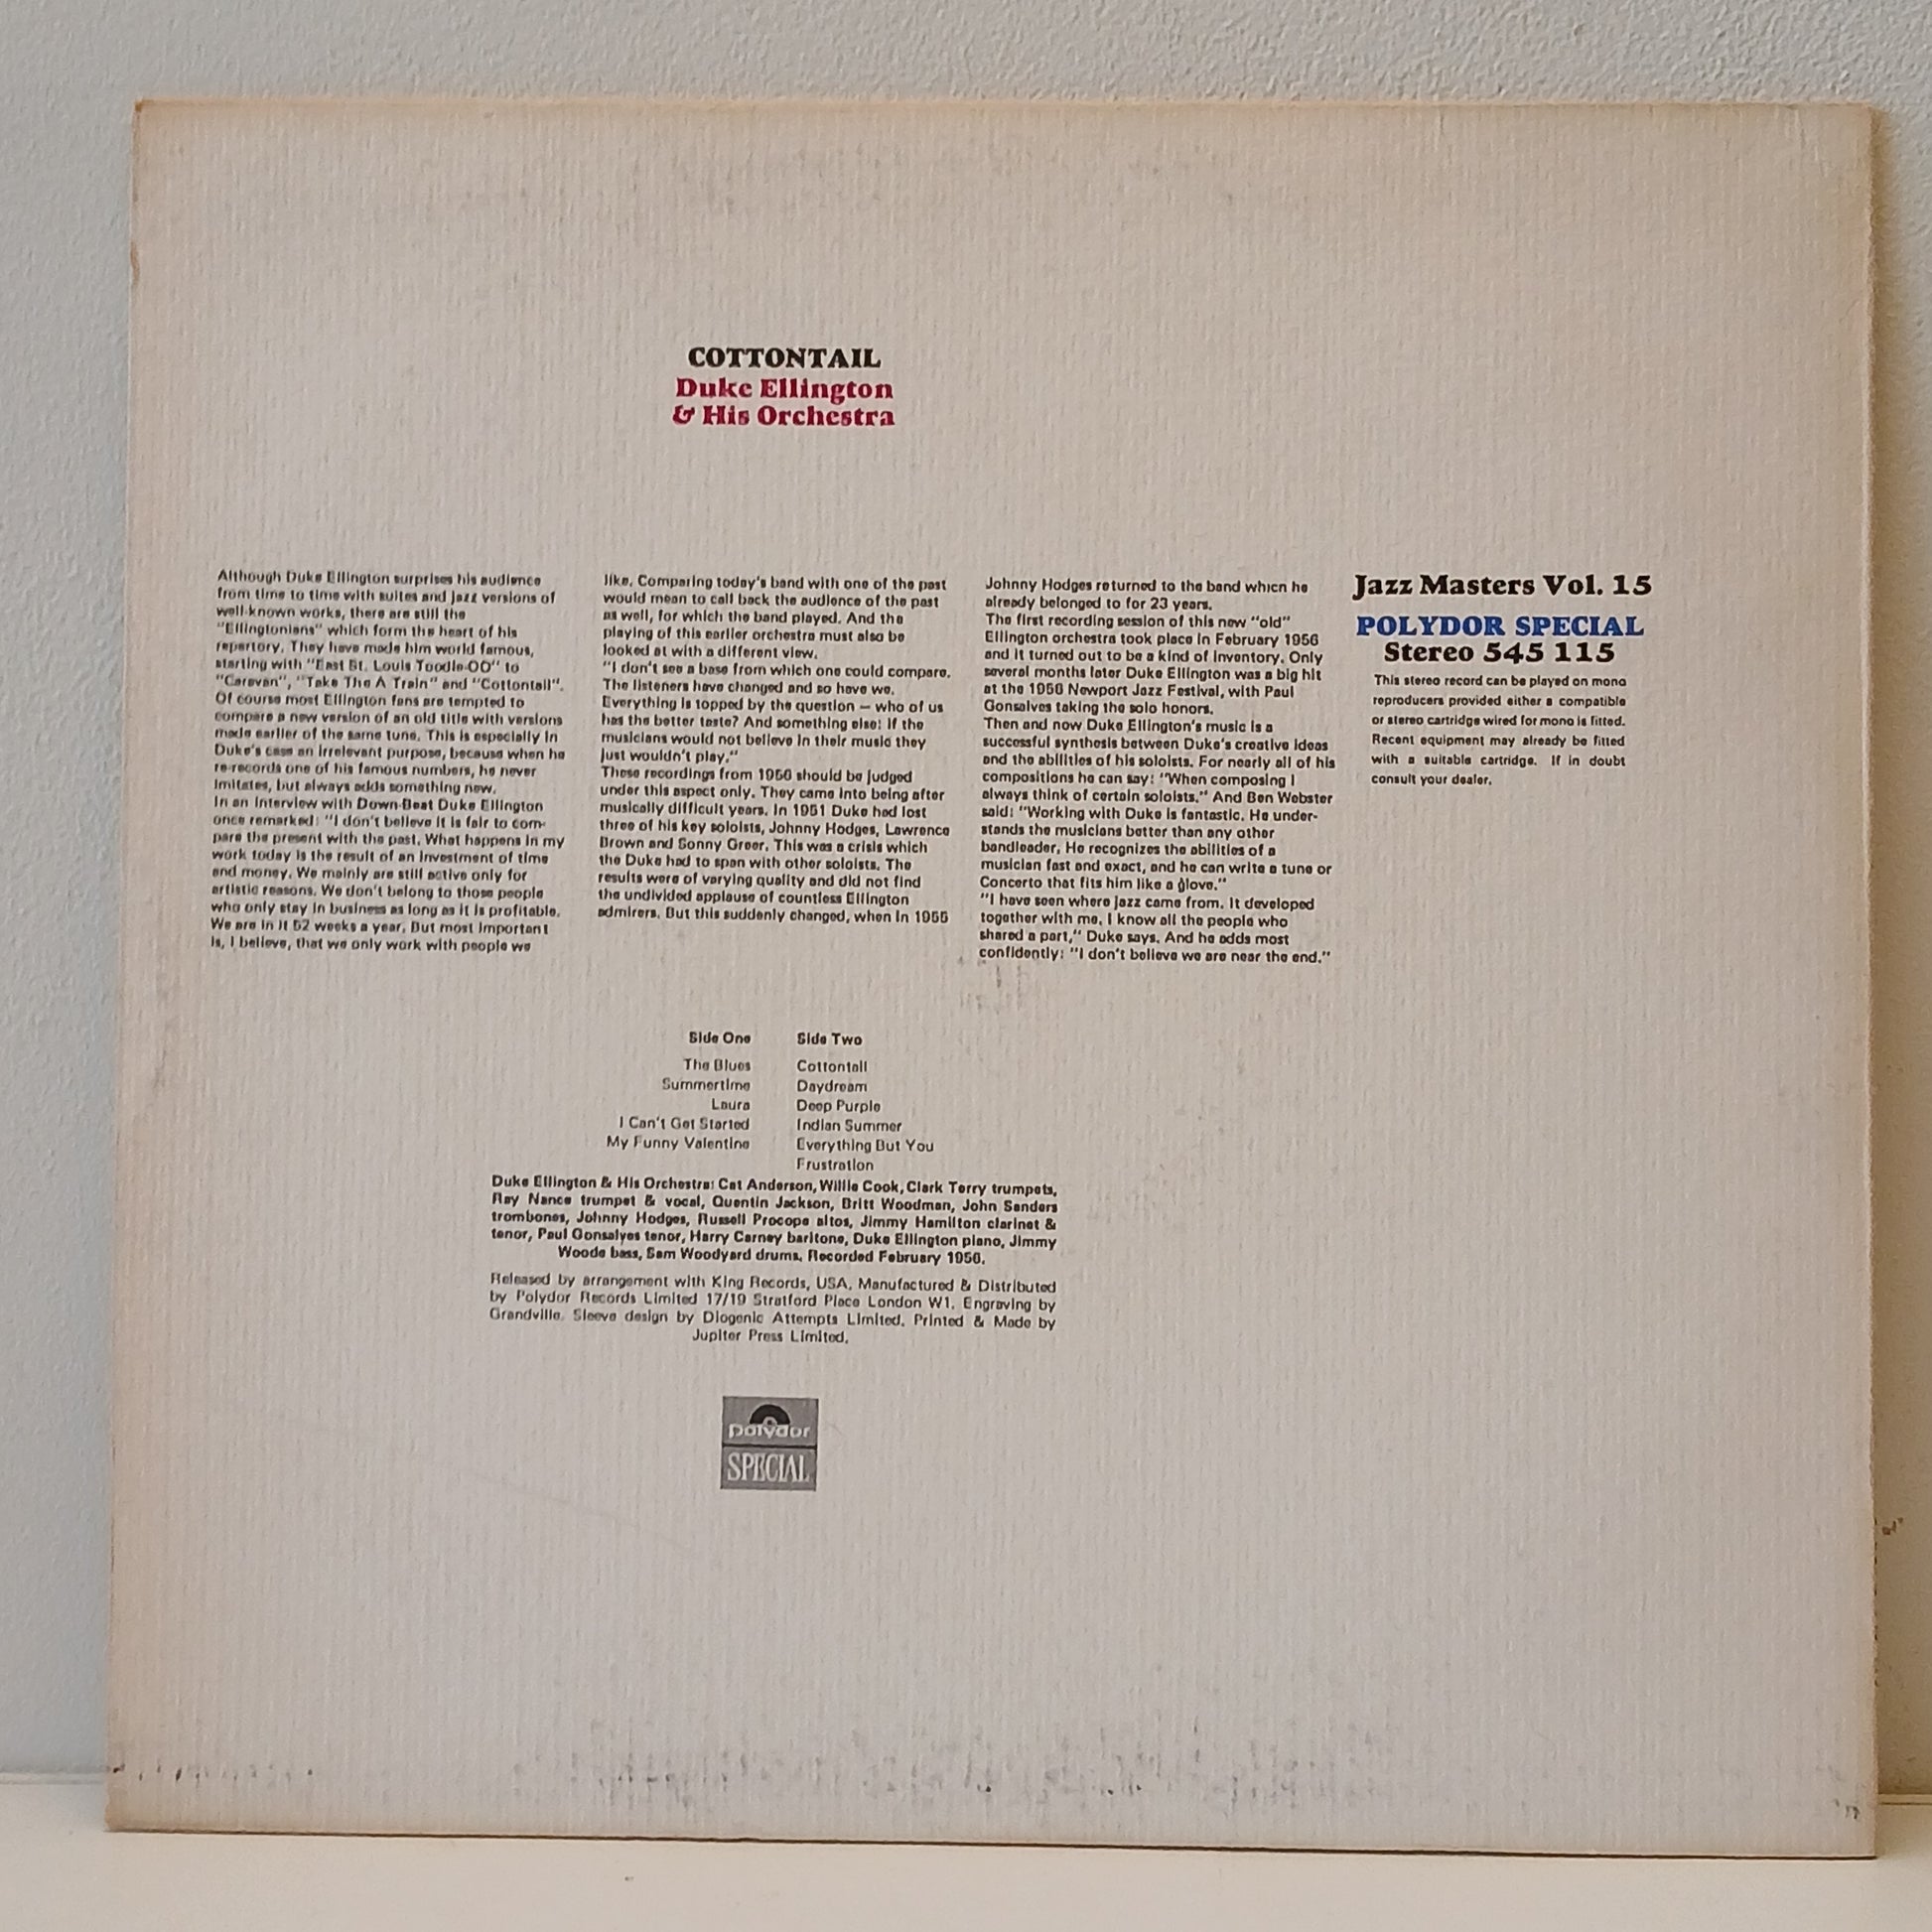 COTTONTAIL
Duke Ellington
& His Orchestra
Although Duke Ellington surprises his audience
from time to time with suites and jazz versions of
well-known works, there are still the
"Ellingtonians" which form the heart of his
repertory. They have made him world famous,
starting with "East St. Louis Toodle-OO" to
"Caravan", "Take The A Train" and "Cottontail".
Of course most Ellington fans are tempted to
compare a new version of an old title with versions
made earlier of the same tune. This is especially in
Duke's case an irrelevant purpose, because when he
re-records one of his famous numbers, he never
imitates, but always adds something new.
In an interview with Down-Beat Duke Ellington
once remarked: "I don't believe it is fair to com-
pare the present with the past. What happens in my
work today is the result of an investment of time
and money. We mainly are still active only for
artistic reasons. We don't belong to those people
who only stay in business as long as it is profitable.
We are in it 52 weeks a year. But most important
is, I believe, that we only work with people we
like. Comparing today's band with one of the past
would mean to call back the audience of the past
as well, for which the band played. And the
playing of this earlier orchestra must also be
looked at with a different view.
"I don't see a base from which one could compare.
The listeners have changed and so have we.
Everything is topped by the question — who of us
has the better taste? And something else: if the
musicians would not believe in their music they
just wouldn't play."
These recordings from 1956 should be judged
under this aspect only. They came into being after
musically difficult years. In 1951 Duke had lost
three of his key soloists, Johnny Hodges, Lawrence
Brown and Sonny Greer. This was a crisis which
the Duke had to span with other soloists. The
results were of varying quality and did not find
the undivided applause of countless Ellington
admirers. But this suddenly changed, when in 1955
Johnny Hodges returned to the band which he
already belonged to for 23 years.
The first recording session of this new "old"
Ellington orchestra took place in February 1956
and it turned out to be a kind of inventory. Only
several months later Duke Ellington was a big hit
at the 1956 Newport Jazz Festival, with Paul
Gonsalves taking the solo honors.
Then and now Duke Ellington's music is a
successful synthesis between Duke's creative ideas
and the abilities of his soloists. For nearly all of his
compositions he can say: "When composing I
always think of certain soloists." And Ben Webster
said: "Working with Duke is fantastic. He under-
stands the musicians better than any other
bandleader. He recognizes the abilities of a
musician fast and exact, and he can write a tune or
Concerto that fits him like a glove."
"I have seen where jazz came from. It developed
together with me. I know all the people who
shared a part," Duke says. And he adds most
confidently: "I don't believe we are near the end."
Jazz Masters Vol. 15
POLYDOR SPECIAL
Stereo 545 115
This stereo record can be played on mono
reproducers provided either a compatible
or stereo cartridge wired for mono is fitted.
Recent equipment may already be fitted
with a suitable cartridge. If in doubt
consult your dealer.
Side One
The Blues
Summertime
Laura
I Can't Get Started
My Funny Valentine
Side Two
Cottontail
Daydream
Deep Purple
Indian Summer
Everything But You
Frustration
Duke Ellington & His Orchestra: Cat Anderson, Willie Cook, Clark Terry trumpets,
Ray Nance trumpet & vocal, Quentin Jackson, Britt Woodman, John Sanders
trombones, Johnny Hodges, Russell Procope altos, Jimmy Hamilton clarinet &
tenor, Paul Gonsalves tenor, Harry Carney baritone, Duke Ellington piano, Jimmy
Woode bass, Sam Woodyard drums. Recorded February 1956.
Released by arrangement with King Records, USA. Manufactured & Distributed
by Polydor Records Limited 17/19 Stratford Place London W1. Engraving by
Grandville. Sleeve design by Diogenic Attempts Limited. Printed & Made by
Jupiter Press Limited.
polydor
SPECIAL